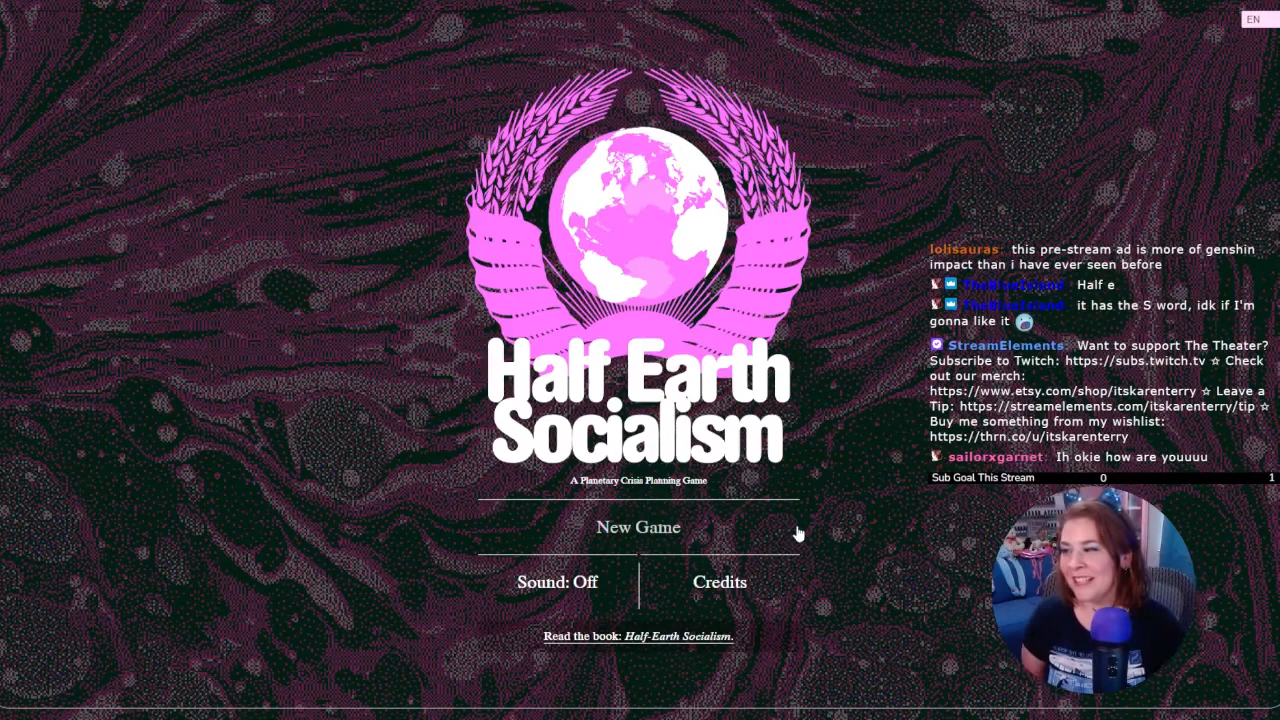 EN
lolisauras: this pre-stream ad is more of genshin
impact than i have ever seen before
TheBlueIsland: Half e
TheBlueIsland: it has the S word, idk if I'm
gonna like it
StreamElements: Want to support The Theater?
Subscribe to Twitch: https://subs.twitch.tv ☆ Check
out our merch:
https://www.etsy.com/shop/itskarenterry ☆ Leave a
Tip: https://streamelements.com/itskarenterry/tip ☆
Buy me something from my wishlist:
https://thrn.co/u/itskarenterry
sailorxgarnet: Ih okie how are youuuu
Sub Goal This Stream 0 1
Half Earth
Socialism
A Planetary Crisis Planning Game
New Game
Sound: Off
Credits
Read the book: Half-Earth Socialism.